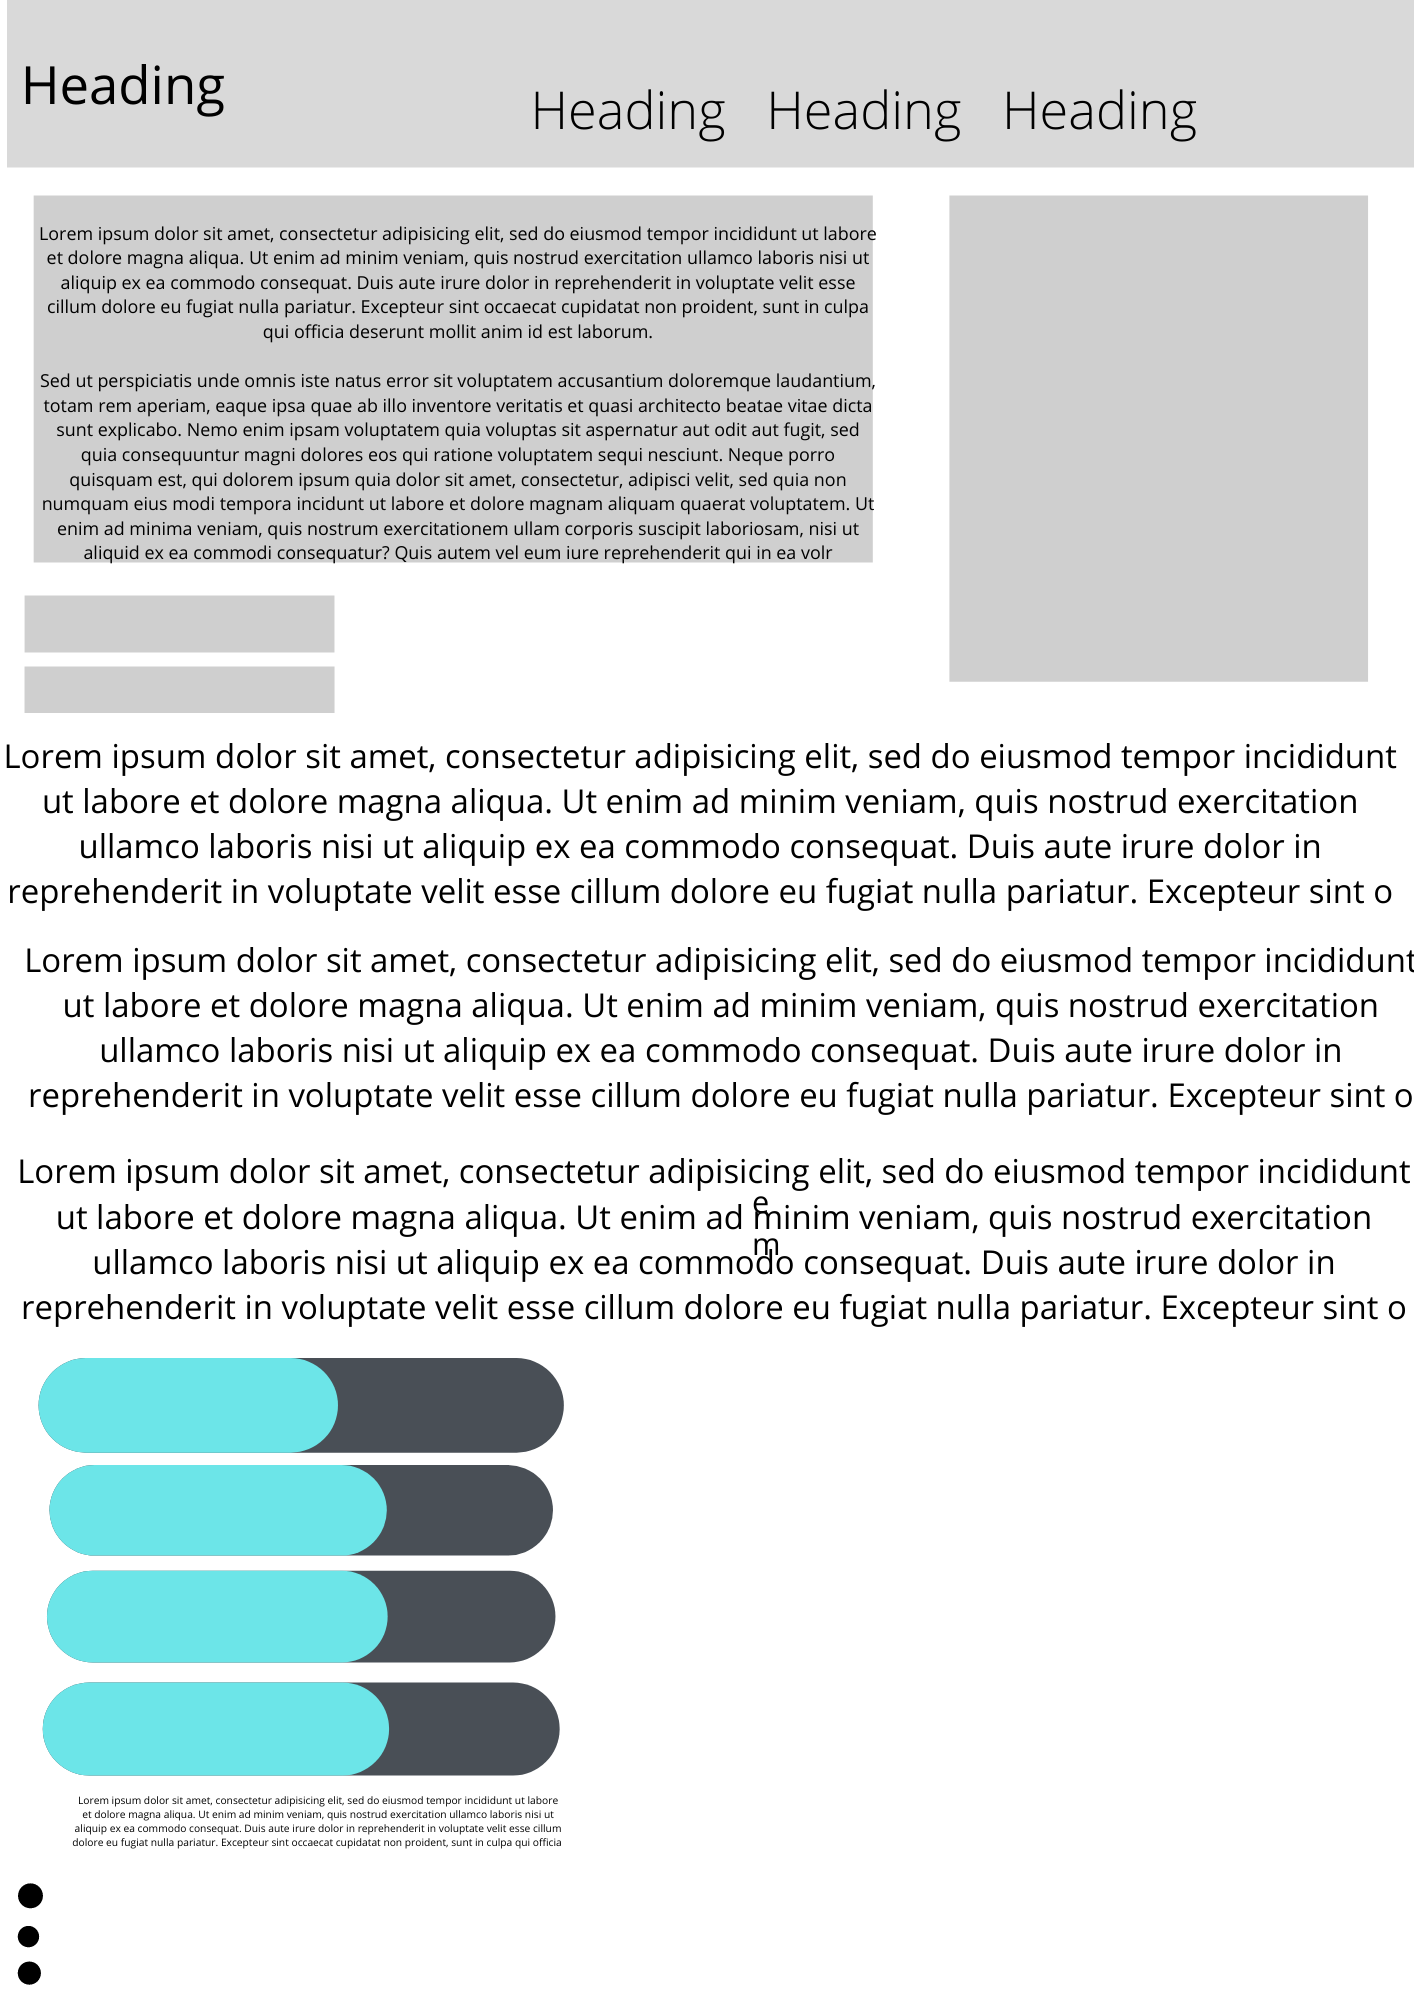 Heading
Heading Heading Heading
Lorem ipsum dolor sit amet, consectetur adipisicing elit, sed do eiusmod tempor incididunt ut labore
et dolore magna aliqua. Ut enim ad minim veniam, quis nostrud exercitation ullamco laboris nisi ut
aliquip ex ea commodo consequat. Duis aute irure dolor in reprehenderit in voluptate velit esse
cillum dolore eu fugiat nulla pariatur. Excepteur sint occaecat cupidatat non proident, sunt in culpa
qui officia deserunt mollit anim id est laborum.
Sed ut perspiciatis unde omnis iste natus error sit voluptatem accusantium doloremque laudantium,
totam rem aperiam, eaque ipsa quae ab illo inventore veritatis et quasi architecto beatae vitae dicta
sunt explicabo. Nemo enim ipsam voluptatem quia voluptas sit aspernatur aut odit aut fugit, sed
quia consequuntur magni dolores eos qui ratione voluptatem sequi nesciunt. Neque porro
quisquam est, qui dolorem ipsum quia dolor sit amet, consectetur, adipisci velit, sed quia non
numquam eius modi tempora incidunt ut labore et dolore magnam aliquam quaerat voluptatem. Ut
enim ad minima veniam, quis nostrum exercitationem ullam corporis suscipit laboriosam, nisi ut
aliquid ex ea commodi consequatur? Quis autem vel eum iure reprehenderit qui in ea volr
Lorem ipsum dolor sit amet, consectetur adipisicing elit, sed do eiusmod tempor incididunt
ut labore et dolore magna aliqua. Ut enim ad minim veniam, quis nostrud exercitation
ullamco laboris nisi ut aliquip ex ea commodo consequat. Duis aute irure dolor in
reprehenderit in voluptate velit esse cillum dolore eu fugiat nulla pariatur. Excepteur sint o
Lorem ipsum dolor sit amet, consectetur adipisicing elit, sed do eiusmod tempor incididunt
ut labore et dolore magna aliqua. Ut enim ad minim veniam, quis nostrud exercitation
ullamco laboris nisi ut aliquip ex ea commodo consequat. Duis aute irure dolor in
reprehenderit in voluptate velit esse cillum dolore eu fugiat nulla pariatur. Excepteur sint o
Lorem ipsum dolor sit amet, consectetur adipisicing elit, sed do eiusmod tempor incididunt
e
ut labore et dolore magna aliqua. Ut enim ad minim veniam, quis nostrud exercitation
m
ullamco laboris nisi ut aliquip ex ea commodo consequat. Duis aute irure dolor in
reprehenderit in voluptate velit esse cillum dolore eu fugiat nulla pariatur. Excepteur sint o
Lorem ipsum dolor sit amet, consectetur adipisicing elit, sed do eiusmod tempor incididunt ut labore
et dolore magna aliqua. Ut enim ad minim veniam, quis nostrud exercitation ullamco laboris nisi ut
aliquip ex ea commodo consequat. Duis aute irure dolor in reprehenderit in voluptate velit esse cillum
dolore eu fugiat nulla pariatur. Excepteur sint occaecat cupidatat non proident, sunt in culpa qui officia